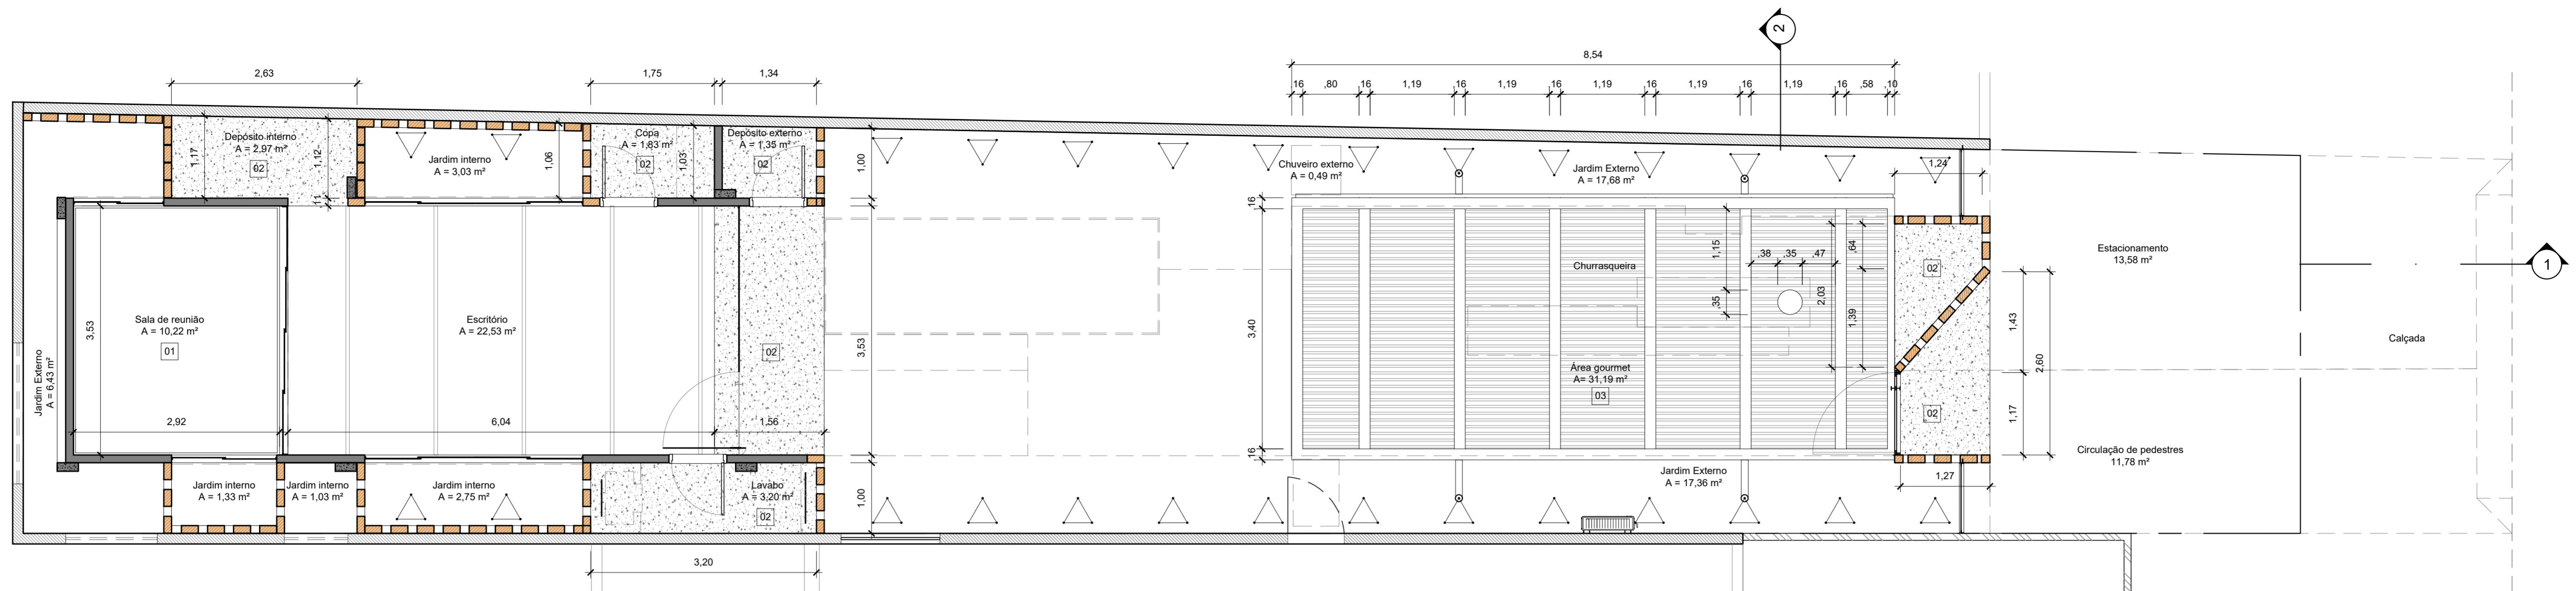 2
8,54
2,63
1,75
1,34
,16
,80
,16
1,19
,16
1,19
,16
1,19
,16
1,19
,16
1,19
,16
,58
,10
Depósito interno
A = 2,97 m²
02
1,17
1,12
11
Jardim interno
A = 3,03 m²
1,06
Copa
A = 1,83 m²
02
1,03
Depósito externo
A = 1,35 m²
02
1,00
Chuveiro externo
A = 0,49 m²
Jardim Externo
A = 17,68 m²
1,24
16
1,15
,38
,35
,47
,64
Churrasqueira
,35
2,03
1,39
02
Estacionamento
13,58 m²
1
Sala de reunião
A = 10,22 m²
01
3,53
Escritório
A = 22,53 m²
02
3,53
3,40
Área gourmet
A= 31,19 m²
03
1,43
2,60
1,17
Calçada
Jardim Externo
A = 6,43 m²
2,92
6,04
1,56
02
16
Circulação de pedestres
11,78 m²
Jardim interno
A = 1,33 m²
Jardim interno
A = 1,03 m²
Jardim interno
A = 2,75 m²
Lavabo
A = 3,20 m²
02
1,00
Jardim Externo
A = 17,36 m²
1,27
3,20